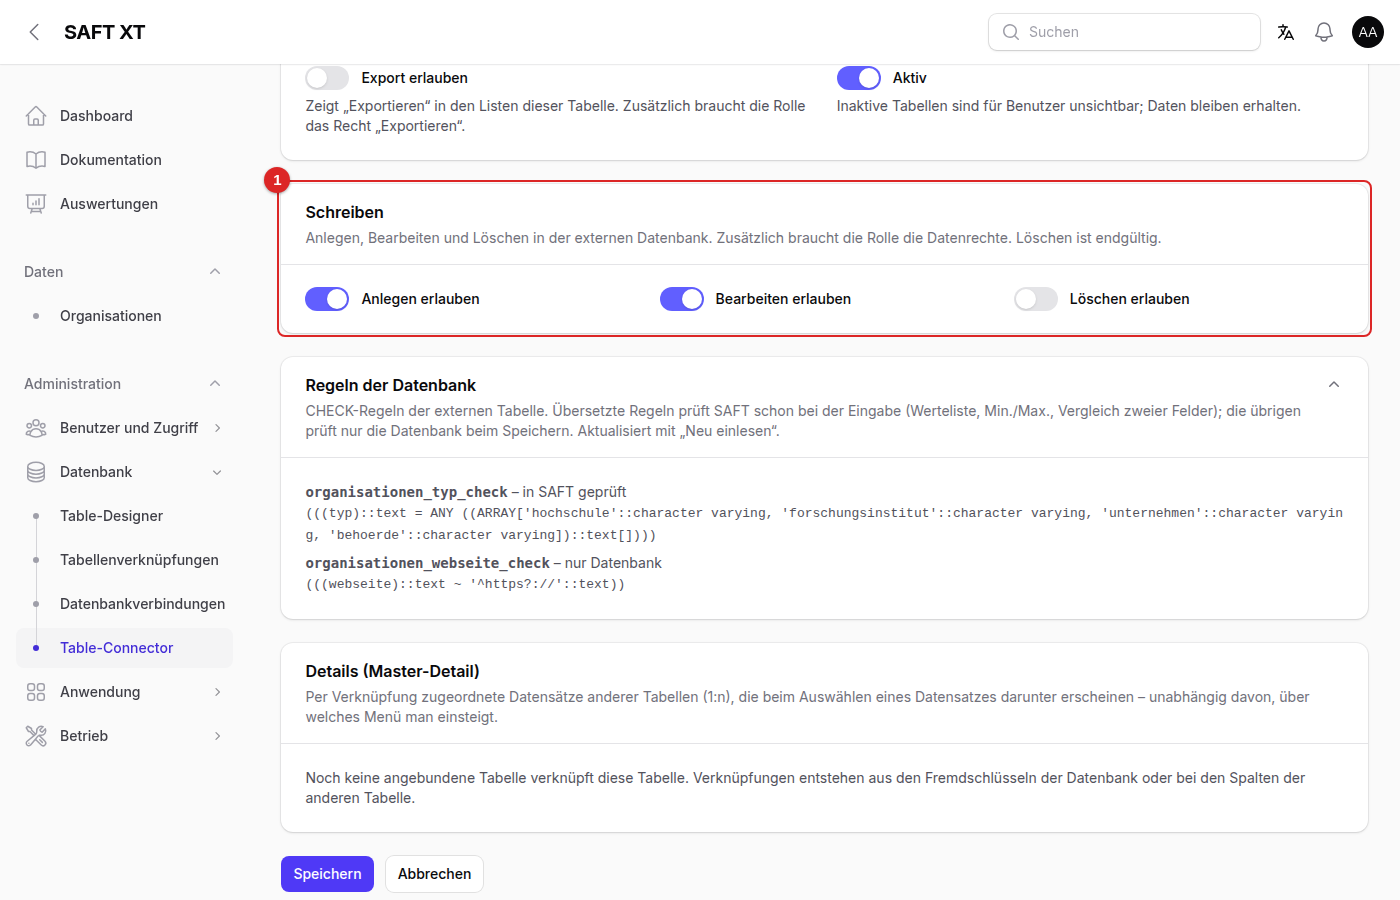 SAFT XT
Suchen
AA
Dashboard
Dokumentation
Auswertungen
Daten
Organisationen
Administration
Benutzer und Zugriff
Datenbank
Table-Designer
Tabellenverknüpfungen
Datenbankverbindungen
Table-Connector
Anwendung
Betrieb
Export erlauben
Zeigt „Exportieren“ in den Listen dieser Tabelle. Zusätzlich braucht die Rolle
das Recht „Exportieren“.
Aktiv
Inaktive Tabellen sind für Benutzer unsichtbar; Daten bleiben erhalten.
1
Schreiben
Anlegen, Bearbeiten und Löschen in der externen Datenbank. Zusätzlich braucht die Rolle die Datenrechte. Löschen ist endgültig.
Anlegen erlauben
Bearbeiten erlauben
Löschen erlauben
Regeln der Datenbank
CHECK-Regeln der externen Tabelle. Übersetzte Regeln prüft SAFT schon bei der Eingabe (Werteliste, Min./Max., Vergleich zweier Felder); die übrigen
prüft nur die Datenbank beim Speichern. Aktualisiert mit „Neu einlesen“.
organisationen_typ_check – in SAFT geprüft
(((typ)::text = ANY ((ARRAY['hochschule'::character varying, 'forschungsinstitut'::character varying, 'unternehmen'::character varyin
g, 'behoerde'::character varying])::text[])))
organisationen_webseite_check – nur Datenbank
(((webseite)::text ~ '^https?://'::text))
Details (Master-Detail)
Per Verknüpfung zugeordnete Datensätze anderer Tabellen (1:n), die beim Auswählen eines Datensatzes darunter erscheinen – unabhängig davon, über
welches Menü man einsteigt.
Noch keine angebundene Tabelle verknüpft diese Tabelle. Verknüpfungen entstehen aus den Fremdschlüsseln der Datenbank oder bei den Spalten der
anderen Tabelle.
Speichern
Abbrechen